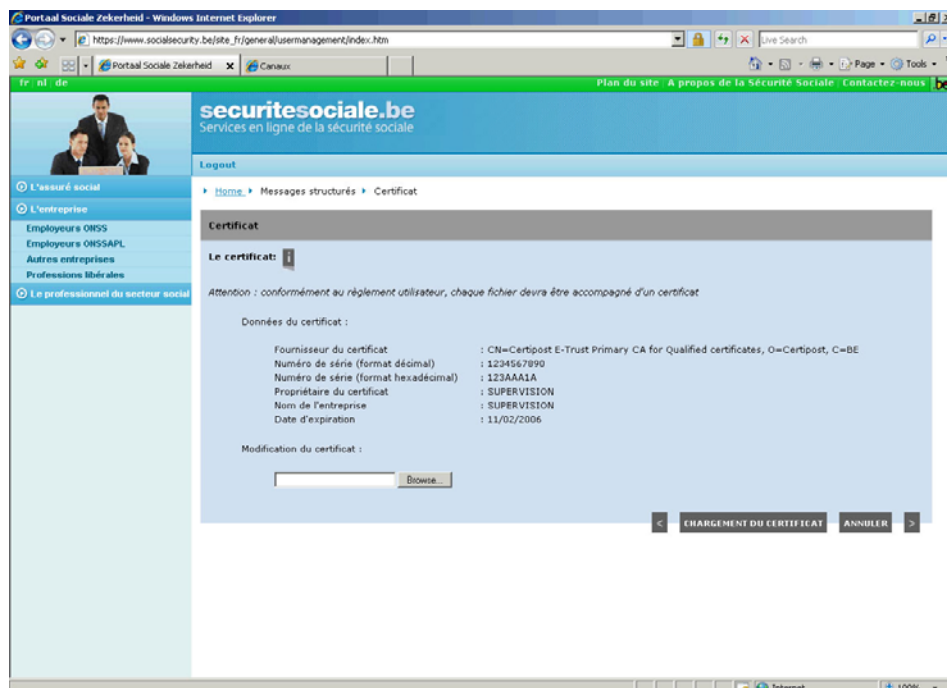 Portaal Sociale Zekerheid - Windows Internet Explorer
https://www.socialsecurity.be/site_fr/general/usermanagement/index.htm
Live Search
Portaal Sociale Zekerheid
Canaux
Page
Tools
fr nl de
Plan du site A propos de la Sécurité Sociale Contactez-nous
securitesociale.be
Services en ligne de la sécurité sociale
Logout
L'assuré social
L'entreprise
Employeurs ONSS
Employeurs ONSSAPL
Autres entreprises
Professions libérales
Le professionnel du secteur social
Home Messages structurés Certificat
Certificat
Le certificat: i
Attention : conformément au règlement utilisateur, chaque fichier devra être accompagné d'un certificat
Données du certificat :
Fournisseur du certificat : CN=Certipost E-Trust Primary CA for Qualified certificates, O=Certipost, C=BE
Numéro de série (format décimal) : 1234567890
Numéro de série (format hexadécimal) : 123AAA1A
Propriétaire du certificat : SUPERVISION
Nom de l'entreprise : SUPERVISION
Date d'expiration : 11/02/2006
Modification du certificat :
Browse...
< CHARGEMENT DU CERTIFICAT ANNULER >
Internet
100%